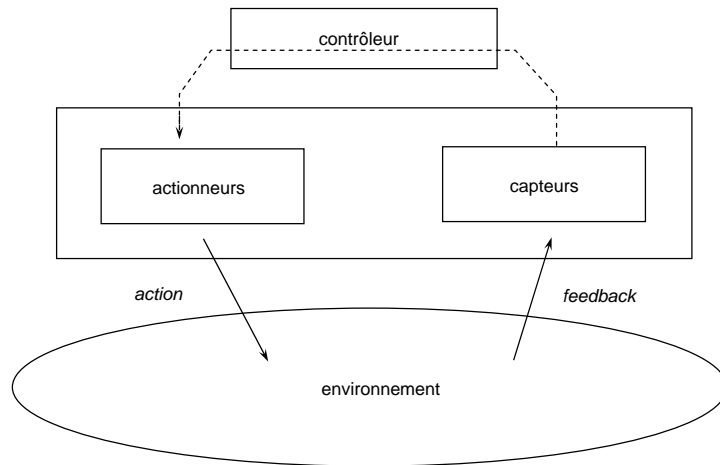 contrôleur
actionneurs
capteurs
action
feedback
environnement